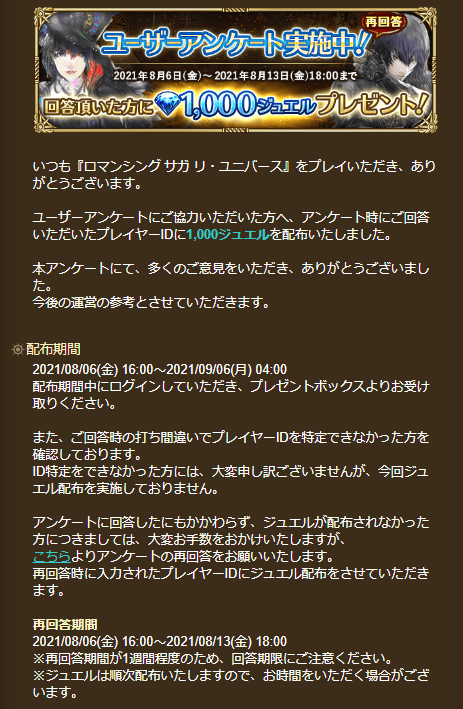 再回答
ユーザーアンケート実施中!!
2021年8月6日(金)～2021年8月13日(金)18:00まで
回答頂いた方に1,000ジュエルプレゼント!
いつも『ロマンシング サガ リ・ユニバース』をプレイいただき、あり
がとうございます。
ユーザーアンケートにご協力いただいた方へ、アンケート時にご回答
いただいたプレイヤーIDに1,000ジュエルを配布いたしました。
本アンケートにて、多くのご意見をいただき、ありがとうございまし
た。
今後の運営の参考とさせていただきます。
配布期間
2021/08/06(金) 16:00～2021/09/06(月) 04:00
配布期間中にログインしていただき、プレゼントボックスよりお受け
取りください。
また、ご回答時の打ち間違いでプレイヤーIDを特定できなかった方を
確認しております。
ID特定をできなかった方には、大変申し訳ございませんが、今回ジュ
エル配布を実施しておりません。
アンケートに回答したにもかかわらず、ジュエルが配布されなかった
方につきましては、大変お手数をおかけいたしますが、
こちらよりアンケートの再回答をお願いいたします。
再回答時に入力されたプレイヤーIDにジュエル配布をさせていただき
ます。
再回答期間
2021/08/06(金) 16:00～2021/08/13(金) 18:00
※再回答期間が1週間程度のため、回答期限にご注意ください。
※ジュエルは順次配布いたしますので、お時間をいただく場合がござ
います。